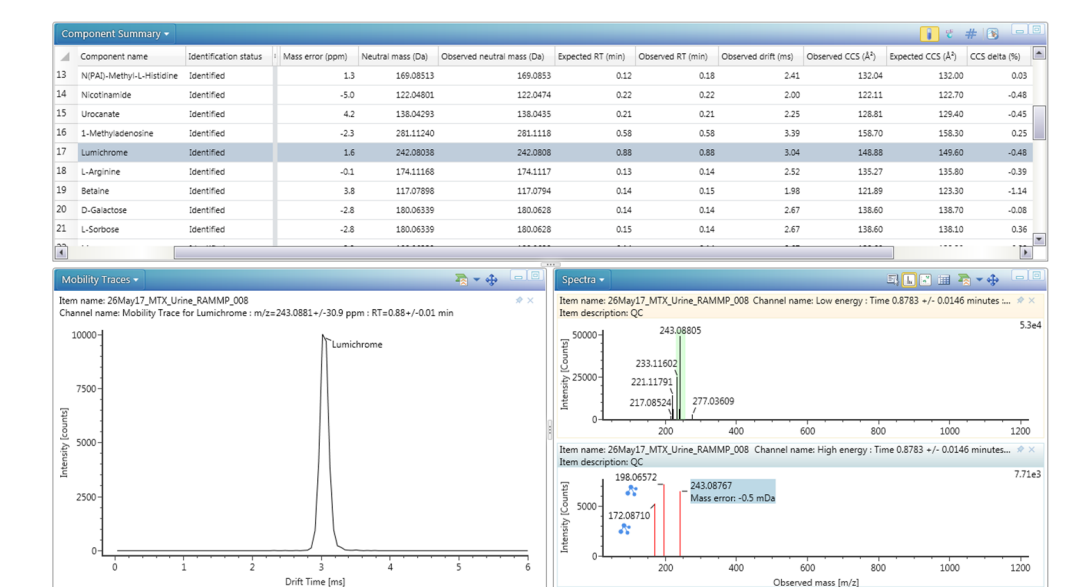 Component Summary
Component name Identification status Mass error (ppm) Neutral mass (Da) Observed neutral mass (Da) Expected RT (min) Observed RT (min) Observed drift (ms) Observed CCS (Å²) Expected CCS (Å²) CCS delta (%)
13 N(PAI)-Methyl-L-Histidine Identified 1.3 169.08513 169.0853 0.12 0.18 2.41 132.04 132.00 0.03
14 Nicotinamide Identified -5.0 122.04801 122.0474 0.22 0.22 2.00 122.11 122.70 -0.48
15 Urocanate Identified 4.2 138.04293 138.0435 0.21 0.21 2.25 128.81 129.40 -0.45
16 1-Methyladenosine Identified -2.3 281.11240 281.1118 0.58 0.58 3.39 158.70 158.30 0.25
17 Lumichrome Identified 1.6 242.08038 242.0808 0.88 0.88 3.04 148.88 149.60 -0.48
18 L-Arginine Identified -0.1 174.11168 174.1117 0.13 0.14 2.52 135.27 135.80 -0.39
19 Betaine Identified 3.8 117.07898 117.0794 0.14 0.15 1.98 121.89 123.30 -1.14
20 D-Galactose Identified -2.8 180.06339 180.0628 0.14 0.14 2.67 138.60 138.70 -0.08
21 L-Sorbose Identified -2.8 180.06339 180.0628 0.15 0.14 2.67 138.60 138.10 0.36
Mobility Traces
Item name: 26May17_MTX_Urine_RAMMP_008
Channel name: Mobility Trace for Lumichrome : m/z=243.0881+/-30.9 ppm : RT=0.88+/-0.01 min
10000
Lumichrome
7500
5000
2500
0
Intensity [counts]
0 1 2 3 4 5 6
Drift Time [ms]
Spectra
Item name: 26May17_MTX_Urine_RAMMP_008 Channel name: Low energy : Time 0.8783 +/- 0.0146 minutes :...
Item description: QC
5.3e4
243.08805
50000
233.11602
25000
221.11791
217.08524
277.03609
0
Intensity [Counts]
200 400 600 800 1000 1200
Item name: 26May17_MTX_Urine_RAMMP_008 Channel name: High energy : Time 0.8783 +/- 0.0146 minutes...
Item description: QC
7.71e3
198.06572
243.08767
Mass error: -0.5 mDa
5000
172.08710
0
Intensity [Counts]
200 400 600 800 1000 1200
Observed mass [m/z]